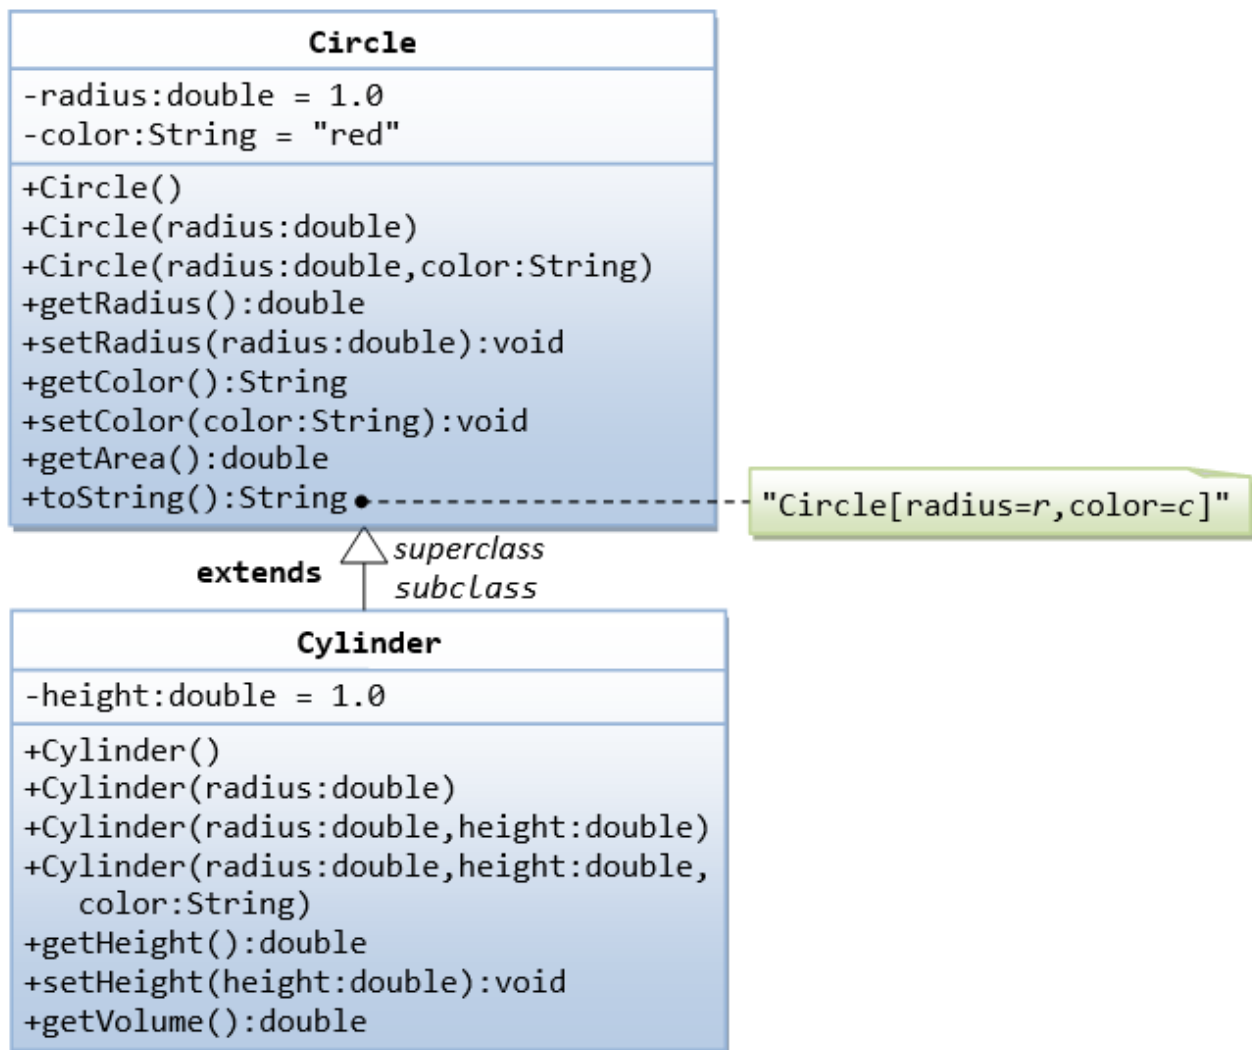 Circle
-radius:double = 1.0
-color:String = "red"
+Circle()
+Circle(radius:double)
+Circle(radius:double,color:String)
+getRadius():double
+setRadius(radius:double):void
+getColor():String
+setColor(color:String):void
+getArea():double
+toString():String
"Circle[radius=r,color=c]"
superclass
extends
subclass
Cylinder
-height:double = 1.0
+Cylinder()
+Cylinder(radius:double)
+Cylinder(radius:double,height:double)
+Cylinder(radius:double,height:double,
color:String)
+getHeight():double
+setHeight(height:double):void
+getVolume():double